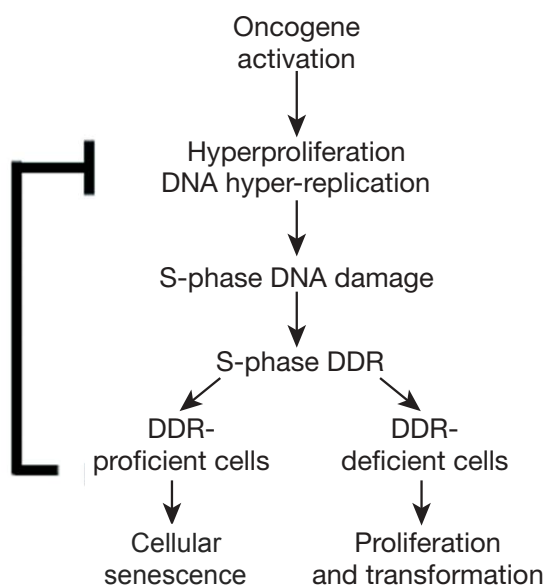 Oncogene
activation
Hyperproliferation
DNA hyper-replication
S-phase DNA damage
S-phase DDR
DDR-
proficient cells
DDR-
deficient cells
Cellular
senescence
Proliferation
and transformation